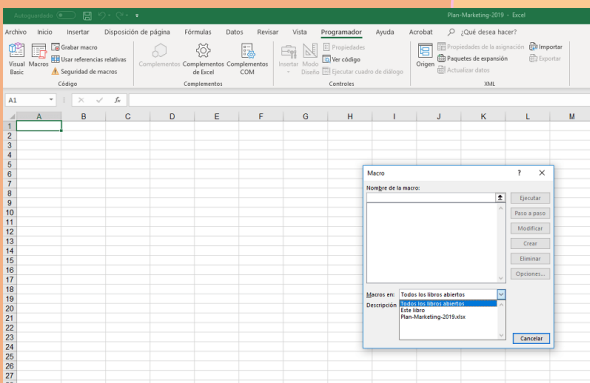 Autoguardado
Plan-Marketing-2019 - Excel
Archivo Inicio Insertar Disposición de página Fórmulas Datos Revisar Vista Programador Ayuda Acrobat ¿Qué desea hacer?
Visual Basic
Macros
Grabar macro
Usar referencias relativas
Seguridad de macros
Código
Complementos
Complementos de Excel
Complementos COM
Complementos
Insertar
Modo Diseño
Propiedades
Ver código
Ejecutar cuadro de diálogo
Controles
Origen
Propiedades de la asignación
Paquetes de expansión
Actualizar datos
Importar
Exportar
XML
A1
fx
A B C D E F G H I J K L M
1
2
3
4
5
6
7
8
9
10
11
12
13
14
15
16
17
18
19
20
21
22
23
24
25
26
27
Macro ? X
Nombre de la macro:
Ejecutar
Paso a paso
Modificar
Crear
Eliminar
Opciones...
Macros en: Todos los libros abiertos
Descripción
Todos los libros abiertos
Este libro
Plan-Marketing-2019.xlsx
Cancelar